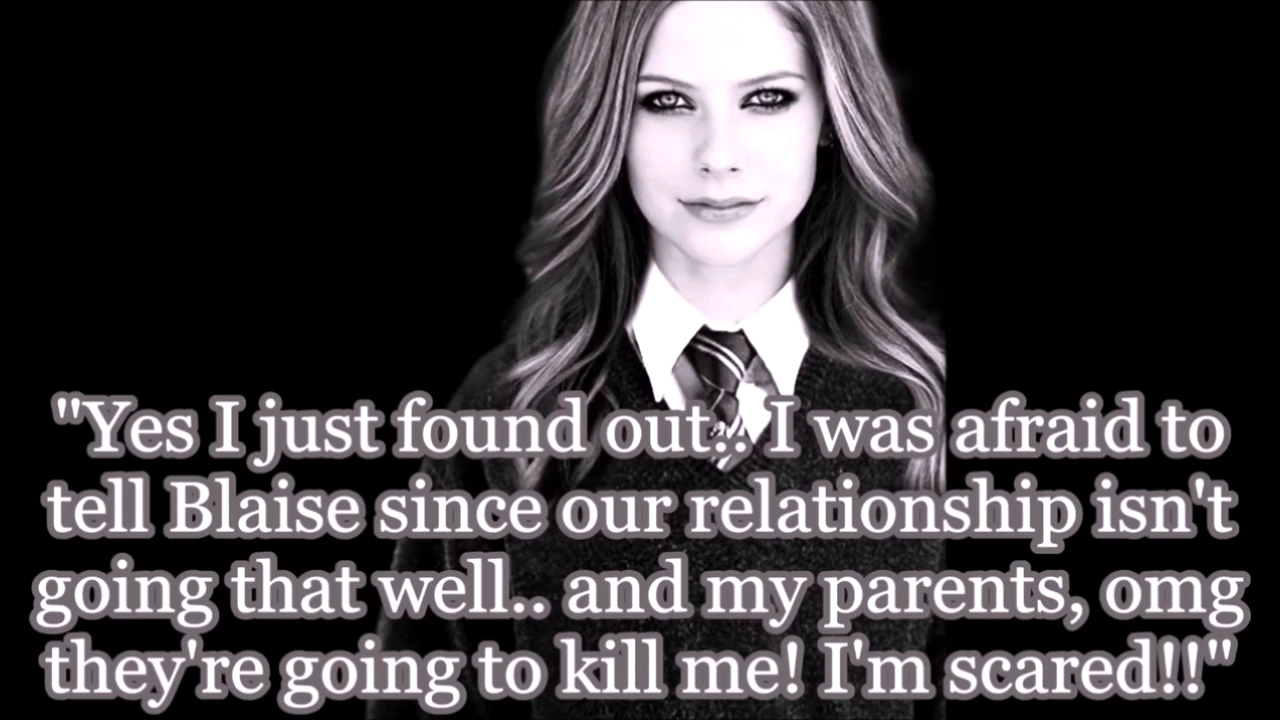 "Yes I just found out.. I was afraid to
tell Blaise since our relationship isn't
going that well.. and my parents, omg
they're going to kill me! I'm scared!!"